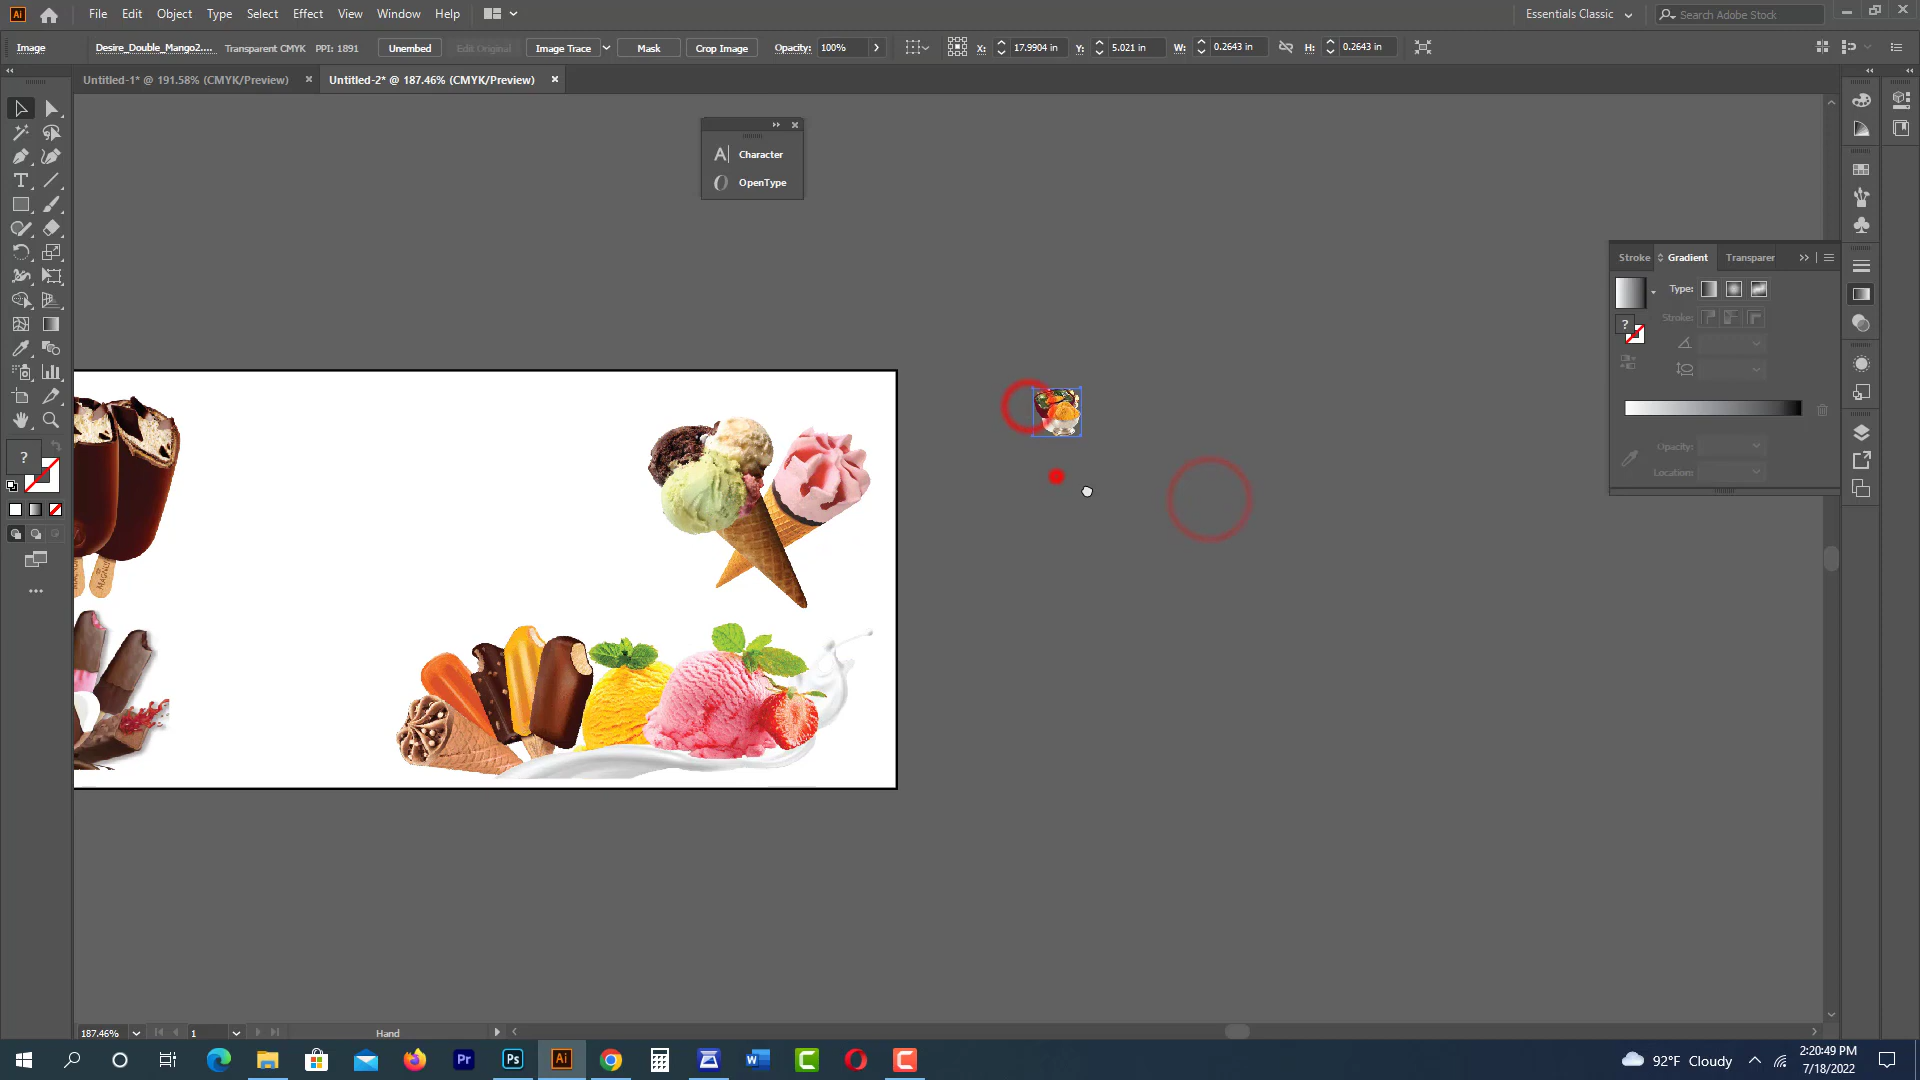 Ai File Edit Object Type Select Effect View Window Help Essentials Classic Search Adobe Stock
Image Desire_Double_Mango2.... Transparent CMYK PPI: 1891 Unembed Edit Original Image Trace Mask Crop Image Opacity: 100% X: 17.9904 in Y: 5.021 in W: 0.2643 in H: 0.2643 in
Untitled-1* @ 191.58% (CMYK/Preview) Untitled-2* @ 187.46% (CMYK/Preview)
Character
OpenType
Stroke Gradient Transparer
Type:
Stroke:
Opacity:
Location:
187.46% 1 Hand
Pr Ps Ai 92°F Cloudy 2:20:49 PM
7/18/2022